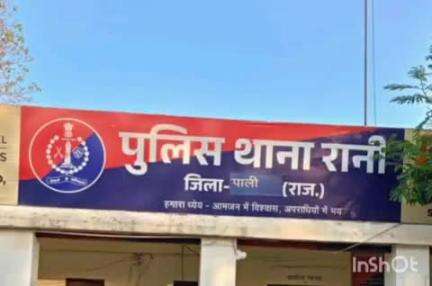 पुलिस थाना रानी
जिला-पाली (राज.)
हमारा ध्येय - आमजन में विश्वास, अपराधियों में भय
InShOt